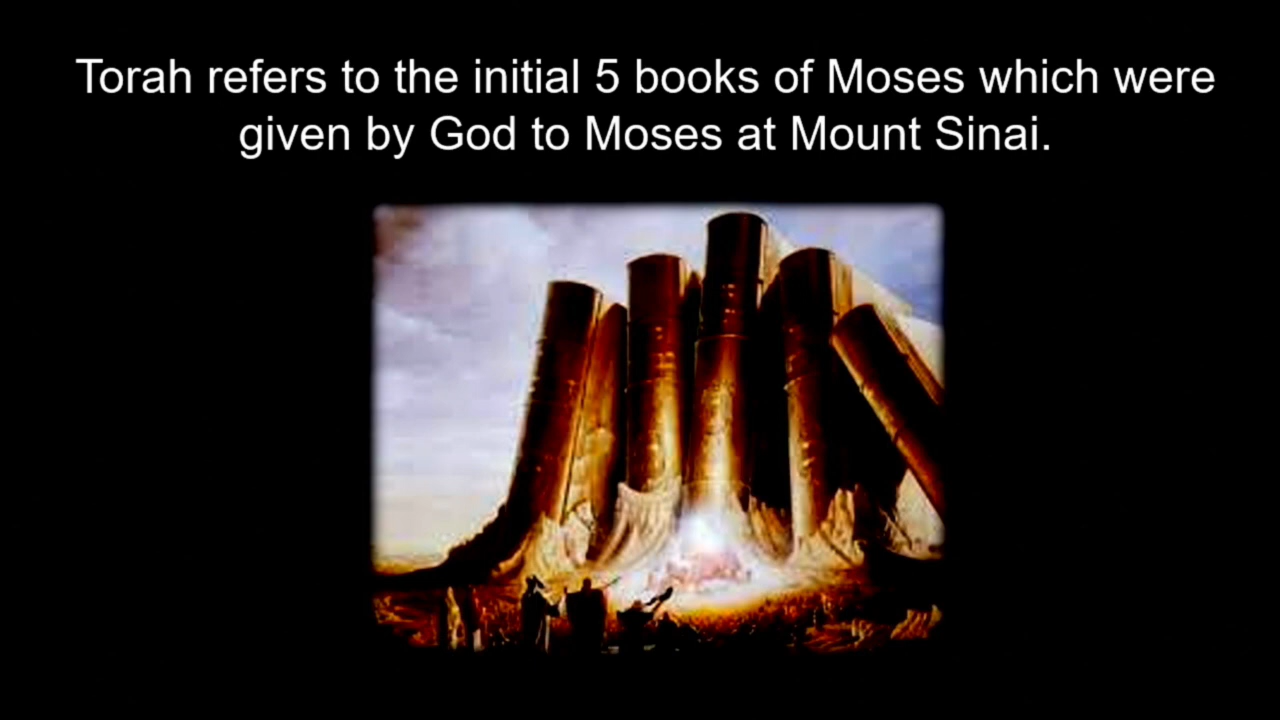 Torah refers to the initial 5 books of Moses which were
given by God to Moses at Mount Sinai.